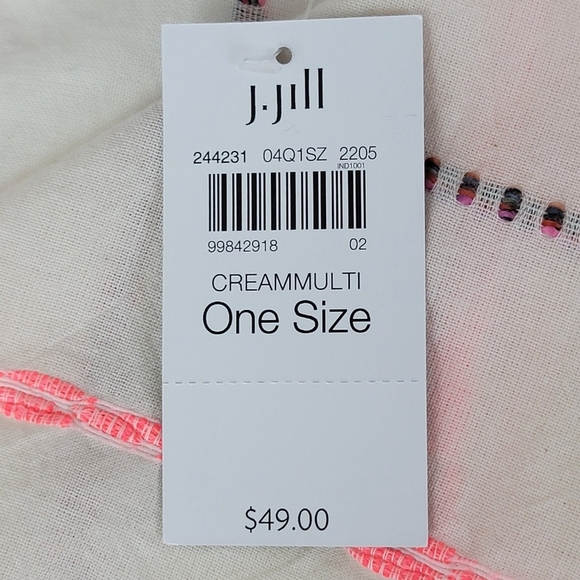 J.Jill
244231 04Q1SZ 2205
IND1001
99842918 02
CREAMMULTI
One Size
$49.00